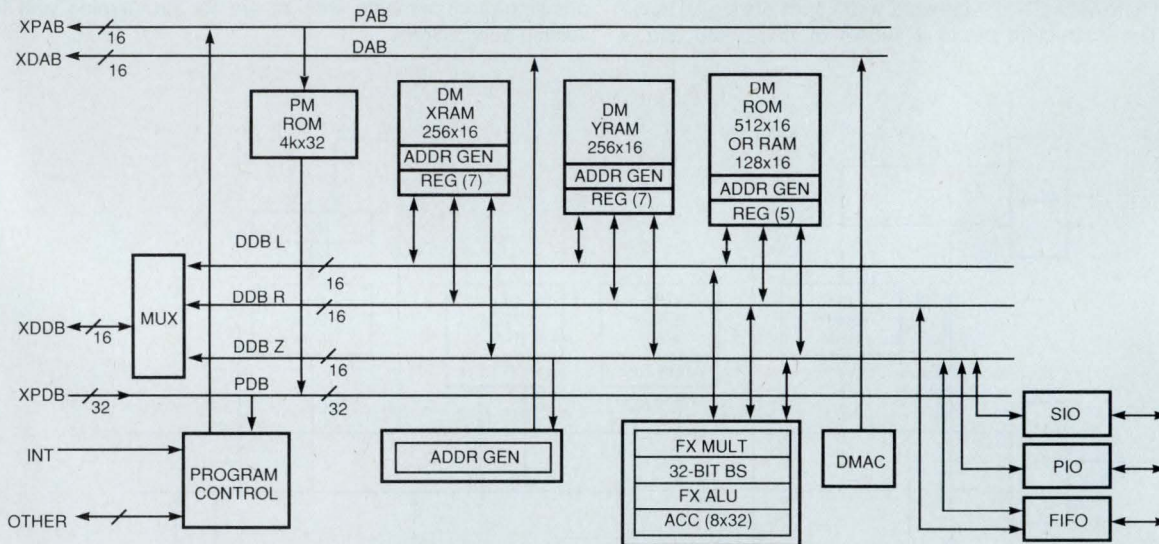 PAB
XPAB
16
DAB
XDAB
16
PM
ROM
4kx32
DM
XRAM
256x16
ADDR GEN
REG (7)
DM
YRAM
256x16
ADDR GEN
REG (7)
DM
ROM
512x16
OR RAM
128x16
ADDR GEN
REG (5)
DDB L
16
MUX
DDB R
16
XDDB
16
DDB Z
16
XPDB
32
PDB
32
INT
PROGRAM
CONTROL
OTHER
ADDR GEN
FX MULT
32-BIT BS
FX ALU
ACC (8x32)
DMAC
SIO
PIO
FIFO